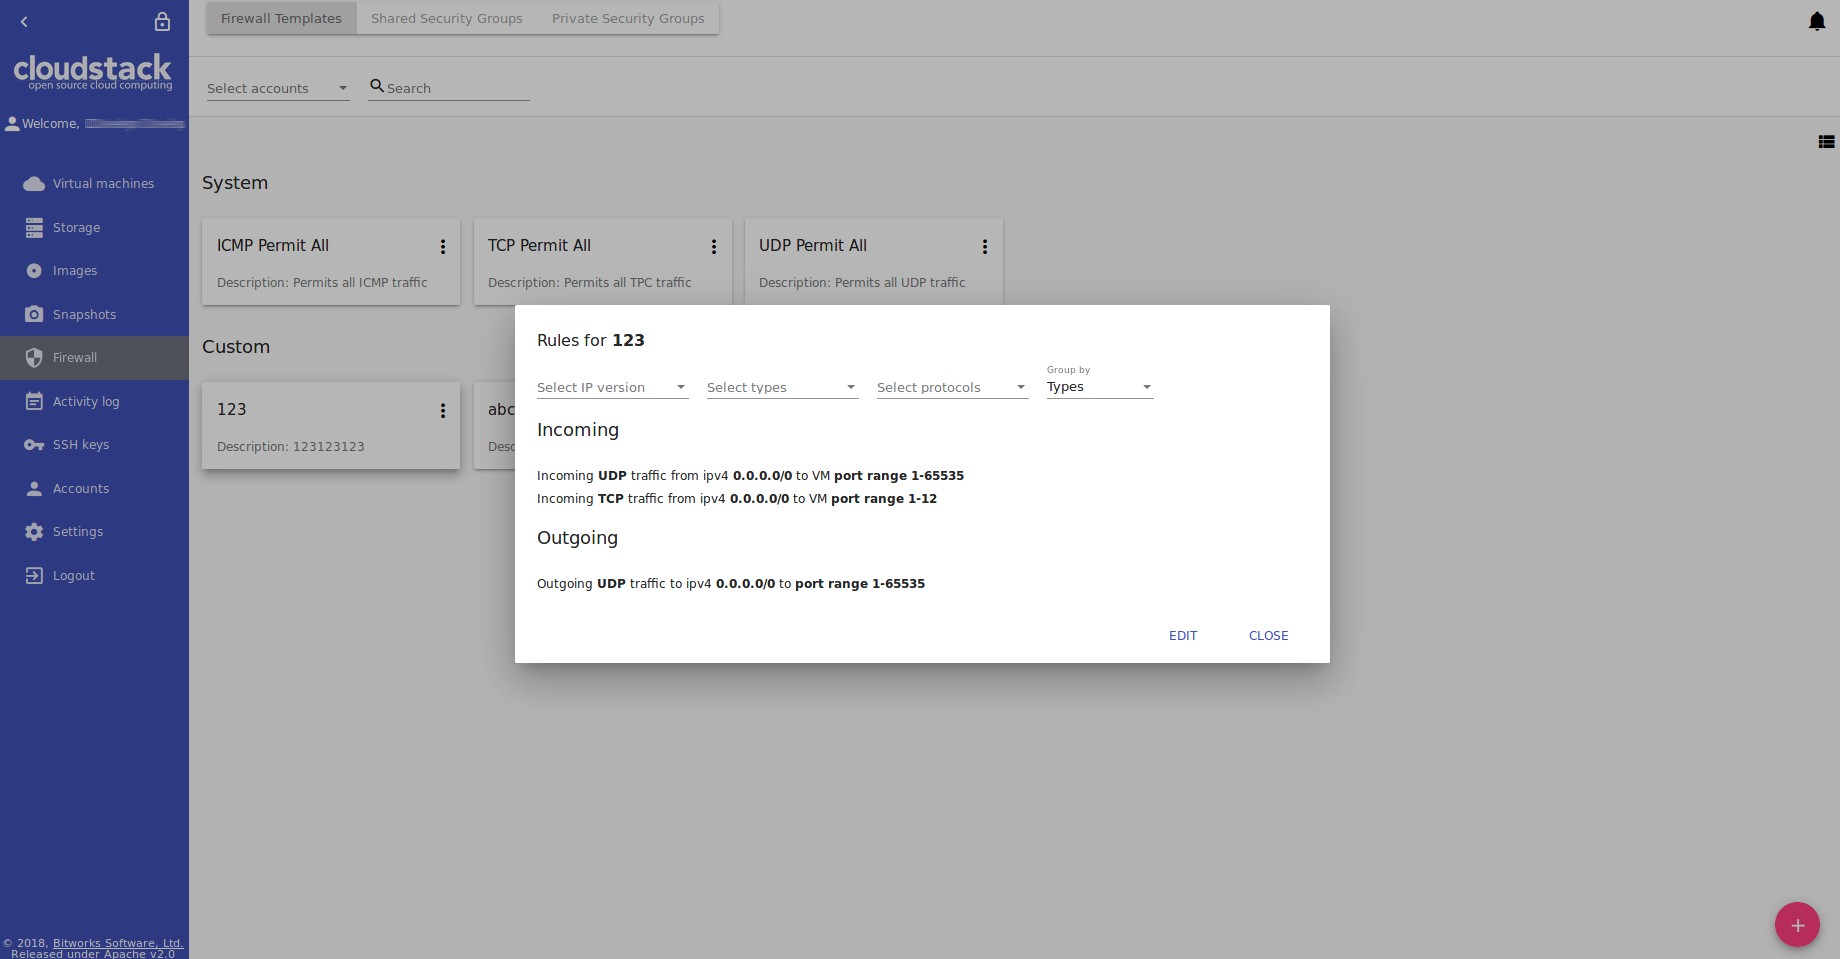 Firewall Templates Shared Security Groups Private Security Groups
cloudstack
open source cloud computing
Select accounts Search
Welcome,
Virtual machines
Storage
Images
Snapshots
Firewall
Activity log
SSH keys
Accounts
Settings
Logout
© 2018, Bitworks Software, Ltd.
Released under Apache v2.0
System
ICMP Permit All
Description: Permits all ICMP traffic
TCP Permit All
Description: Permits all TPC traffic
UDP Permit All
Description: Permits all UDP traffic
Custom
123
Description: 123123123
abc
Desc
Rules for 123
Select IP version Select types Select protocols Group by
Types
Incoming
Incoming UDP traffic from ipv4 0.0.0.0/0 to VM port range 1-65535
Incoming TCP traffic from ipv4 0.0.0.0/0 to VM port range 1-12
Outgoing
Outgoing UDP traffic to ipv4 0.0.0.0/0 to port range 1-65535
EDIT CLOSE